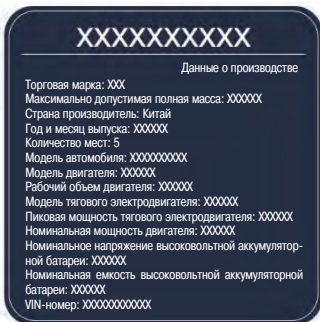 XXXXXXXXXX
Данные о производстве
Торговая марка: XXX
Максимально допустимая полная масса: XXXXXX
Страна производитель: Китай
Год и месяц выпуска: XXXXXX
Количество мест: 5
Модель автомобиля: XXXXXXXXXX
Модель двигателя: XXXXXX
Рабочий объем двигателя: XXXXXX
Модель тягового электродвигателя: XXXXXX
Пиковая мощность тягового электродвигателя: XXXXXX
Номинальная мощность двигателя: XXXXXX
Номинальное напряжение высоковольтной аккумулятор-
ной батареи: XXXXXX
Номинальная емкость высоковольтной аккумуляторной
батареи: XXXXXX
VIN-номер: XXXXXXXXXXXX